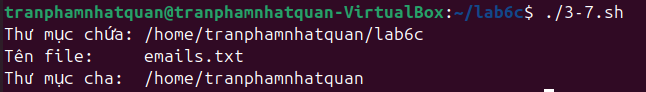 tranphamnhatquan@tranphamnhatquan-VirtualBox:~/lab6c$ ./3-7.sh
Thư mục chứa: /home/tranphamnhatquan/lab6c
Tên file:     emails.txt
Thư mục cha:  /home/tranphamnhatquan